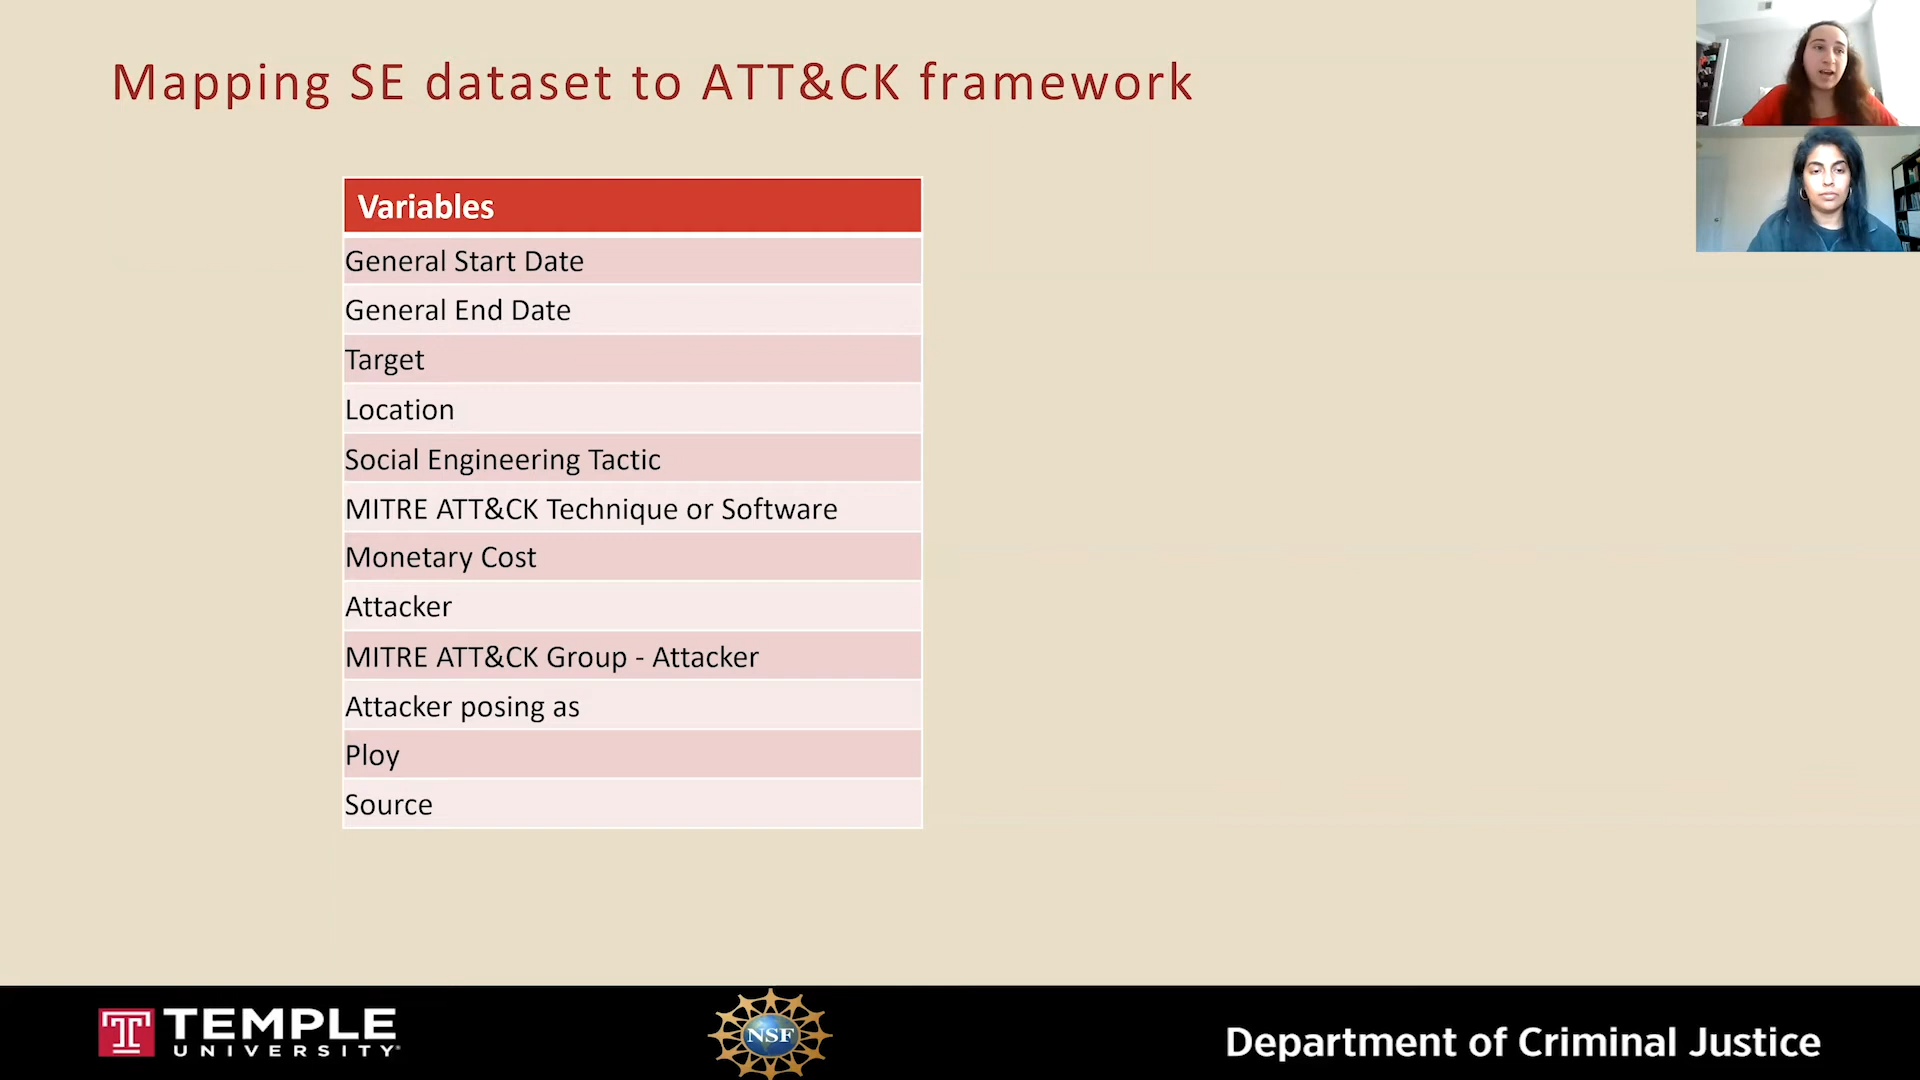 Mapping SE dataset to ATT&CK framework
Variables
General Start Date
General End Date
Target
Location
Social Engineering Tactic
MITRE ATT&CK Technique or Software
Monetary Cost
Attacker
MITRE ATT&CK Group - Attacker
Attacker posing as
Ploy
Source
TEMPLE
UNIVERSITY
NSF
Department of Criminal Justice